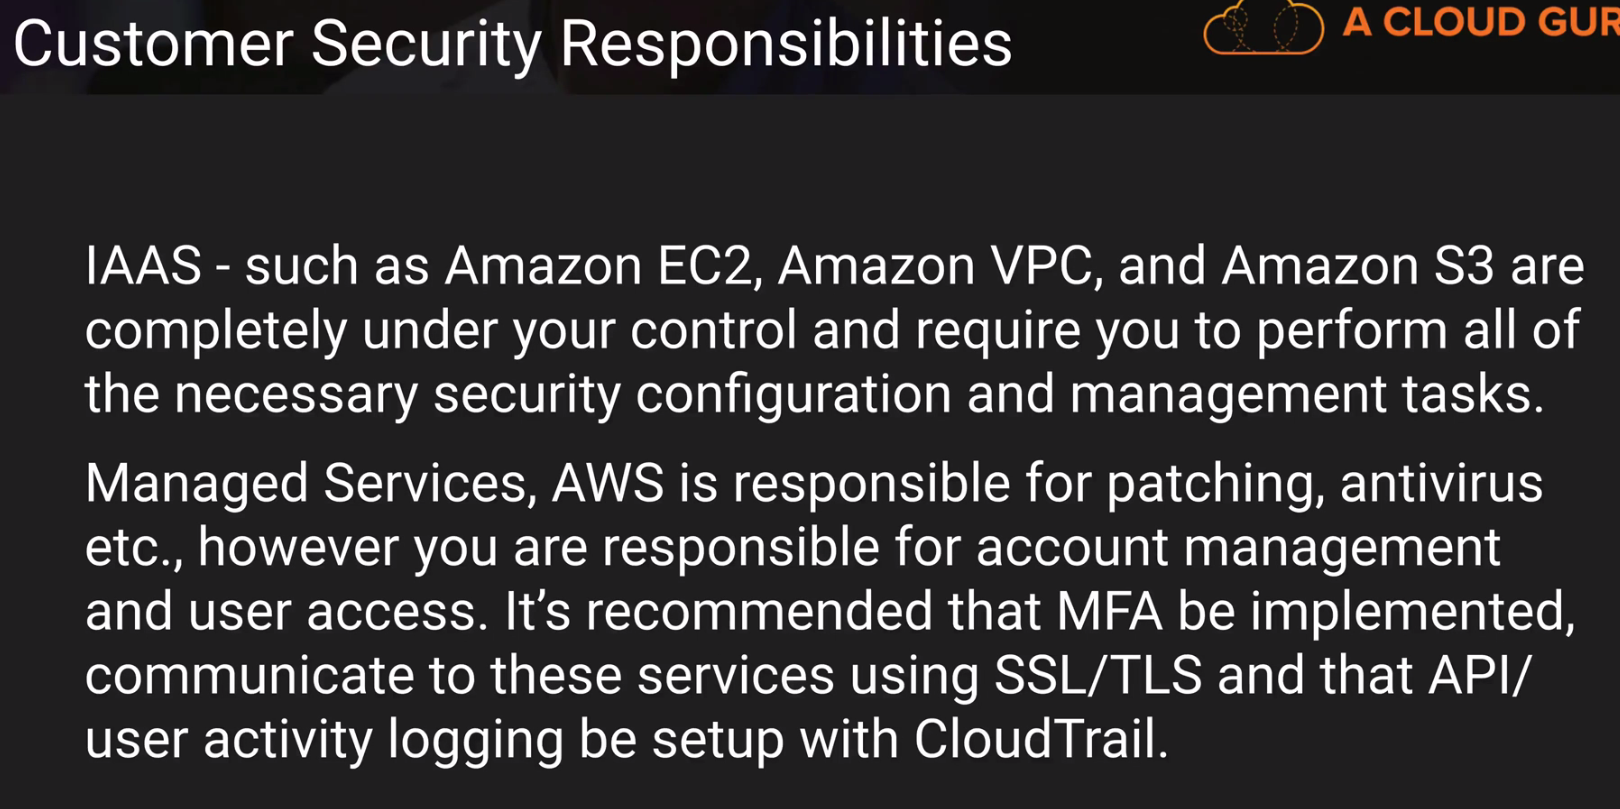 Customer Security Responsibilities
A CLOUD GUR
IAAS - such as Amazon EC2, Amazon VPC, and Amazon S3 are
completely under your control and require you to perform all of
the necessary security configuration and management tasks.
Managed Services, AWS is responsible for patching, antivirus
etc., however you are responsible for account management
and user access. It’s recommended that MFA be implemented,
communicate to these services using SSL/TLS and that API/
user activity logging be setup with CloudTrail.